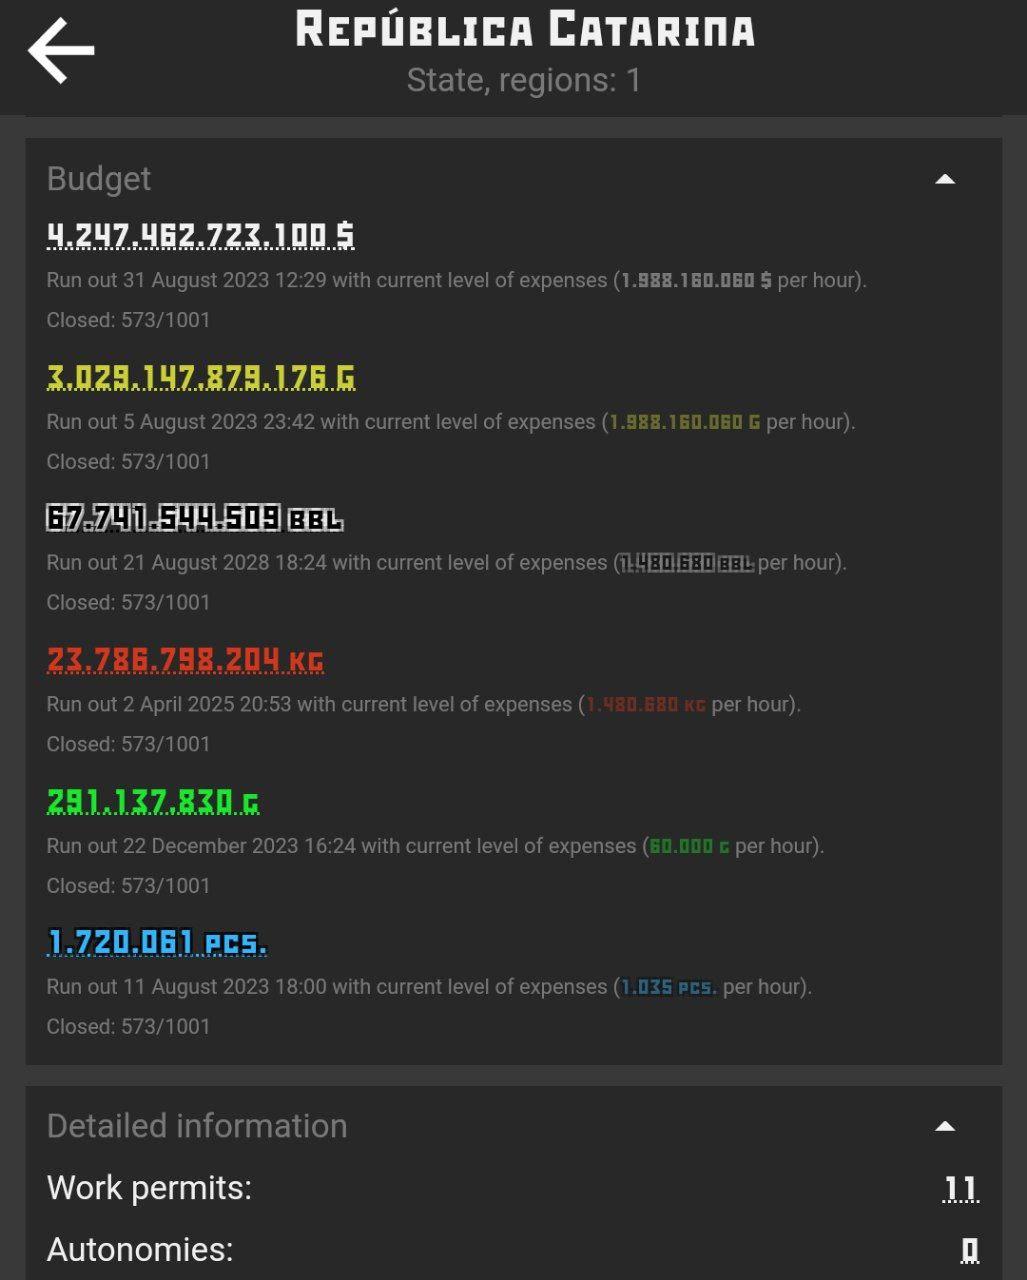 República Catarina
State, regions: 1
Budget
4.247.462.723.100 $
Run out 31 August 2023 12:29 with current level of expenses (1.988.160.060 $ per hour).
Closed: 573/1001
3.029.147.879.176 G
Run out 5 August 2023 23:42 with current level of expenses (1.988.160.060 G per hour).
Closed: 573/1001
67.741.544.509 BBL
Run out 21 August 2028 18:24 with current level of expenses (1.480.680 BBL per hour).
Closed: 573/1001
23.786.798.204 KG
Run out 2 April 2025 20:53 with current level of expenses (1.480.680 KG per hour).
Closed: 573/1001
291.137.830 G
Run out 22 December 2023 16:24 with current level of expenses (60.000 G per hour).
Closed: 573/1001
1.720.061 pcs.
Run out 11 August 2023 18:00 with current level of expenses (1.035 pcs. per hour).
Closed: 573/1001
Detailed information
Work permits: 11
Autonomies: 0